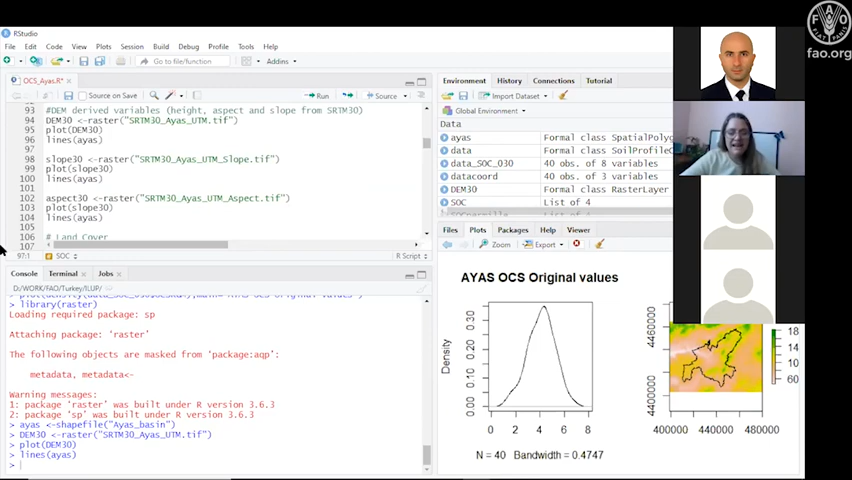 RStudio
File Edit Code View Plots Session Build Debug Profile Tools Help
Go to file/function
Addins
OCS_Ayas.R*
Source on Save
Run
Source
93 #DEM derived variables (height, aspect and slope from SRTM30)
94 DEM30 <-raster("SRTM30_Ayas_UTM.tif")
95 plot(DEM30)
96 lines(ayas)
97
98 slope30 <-raster("SRTM30_Ayas_UTM_Slope.tif")
99 plot(slope30)
100 lines(ayas)
101
102 aspect30 <-raster("SRTM30_Ayas_UTM_Aspect.tif")
103 plot(slope30)
104 lines(ayas)
105
106 # Land Cover
107
97:1 SOC R Script
Console Terminal Jobs
D:/WORK/FAO/Turkey/ILUP/
> library(raster)
Loading required package: sp
Attaching package: 'raster'
The following objects are masked from 'package:aqp':
metadata, metadata<-
Warning messages:
1: package 'raster' was built under R version 3.6.3
2: package 'sp' was built under R version 3.6.3
> ayas <-shapefile("Ayas_basin")
> DEM30 <-raster("SRTM30_Ayas_UTM.tif")
> plot(DEM30)
> lines(ayas)
>
Environment History Connections Tutorial
Import Dataset
Global Environment
Data
ayas Formal class SpatialPolyg
data Formal class SoilProfileC
data_SOC_030 40 obs. of 8 variables
datacoord 40 obs. of 3 variables
DEM30 Formal class RasterLayer
SOC List of 4
Files Plots Packages Help Viewer
Zoom Export
AYAS OCS Original values
Density
0.00 0.10 0.20 0.30
0 2 4 6 8
N = 40 Bandwidth = 0.4747
4400000 4460000
400000 440000 480000
18
14
10
60
FAO
FIAT PANIS
fao.org